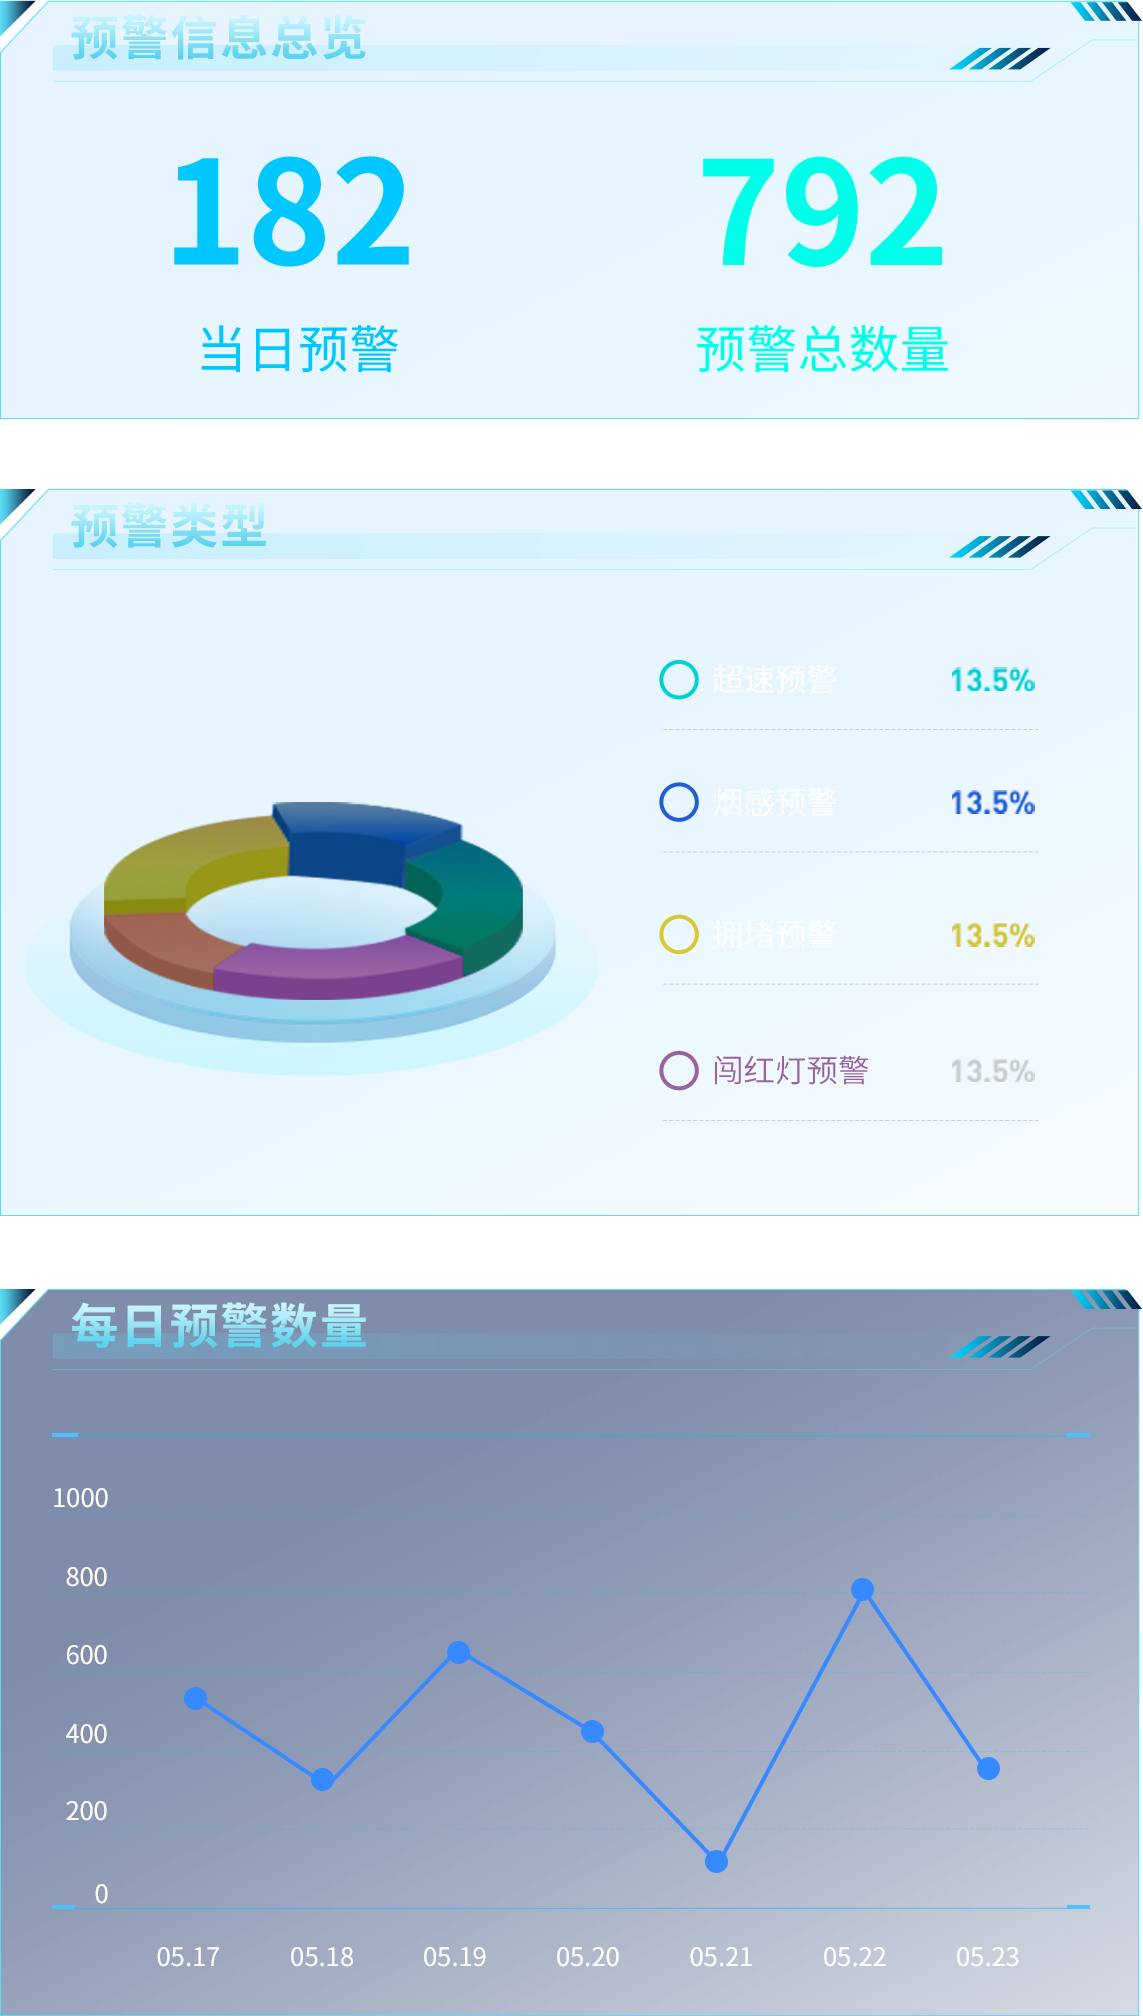 预警信息总览
182 792
当日预警 预警总数量
预警类型
超速预警 13.5%
烟感预警 13.5%
拥堵预警 13.5%
闯红灯预警 13.5%
每日预警数量
1000
800
600
400
200
0
05.17 05.18 05.19 05.20 05.21 05.22 05.23